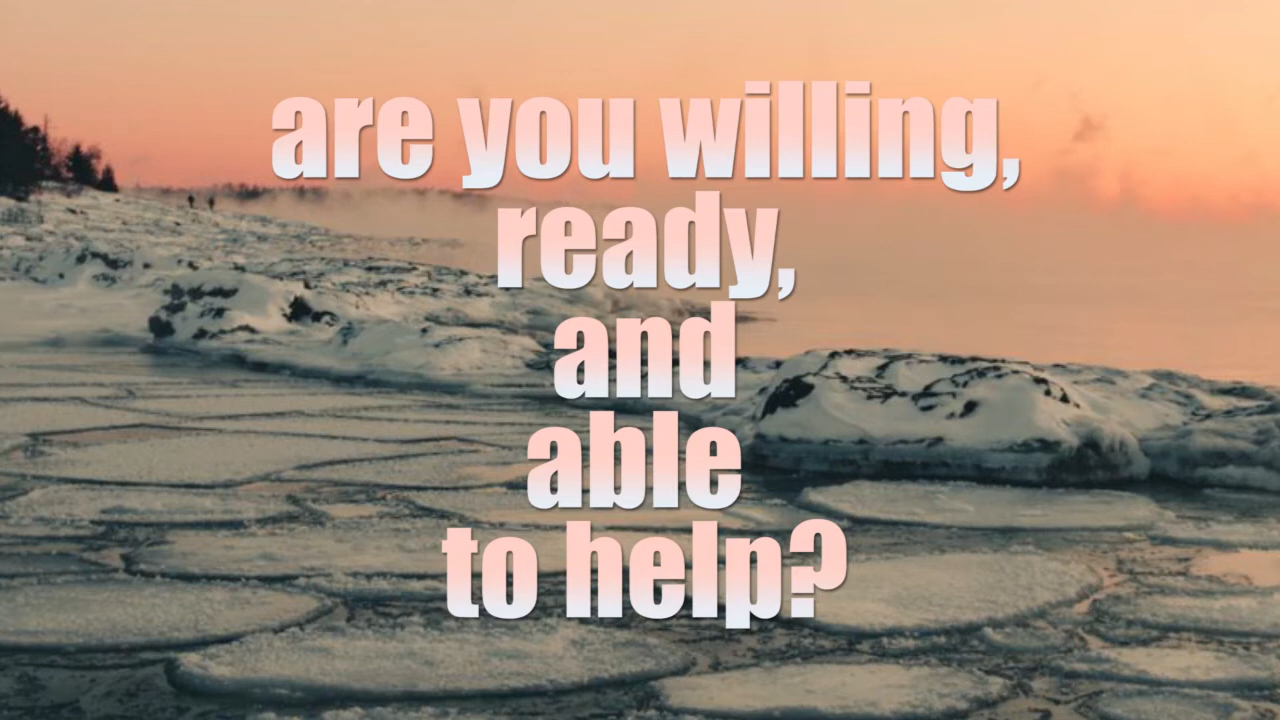 are you willing,
ready,
and
able
to help?